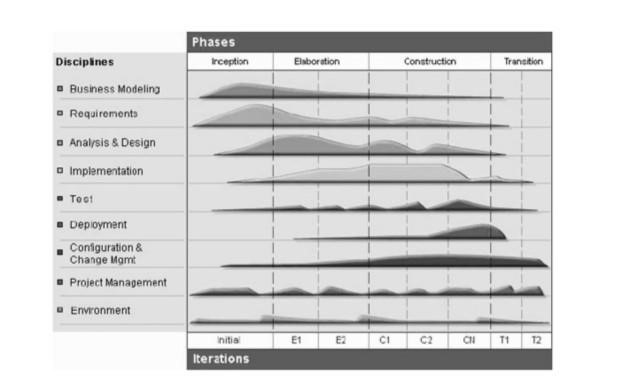 Phases
Disciplines
Inception Elaboration Construction Transition
Business Modeling
Requirements
Analysis & Design
Implementation
Test
Deployment
Configuration &
Change Mgmt
Project Management
Environment
Initial E1 E2 C1 C2 CN T1 T2
Iterations